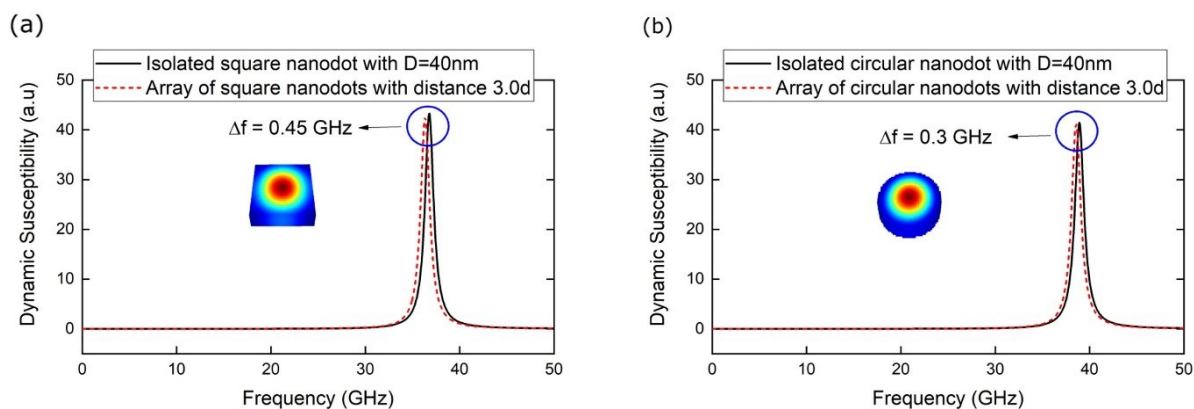 (a)
Isolated square nanodot with D=40nm
Array of square nanodots with distance 3.0d
Δf = 0.45 GHz
Dynamic Susceptibility (a.u)
50
40
30
20
10
0
0 10 20 30 40 50
Frequency (GHz)
(b)
Isolated circular nanodot with D=40nm
Array of circular nanodots with distance 3.0d
Δf = 0.3 GHz
Dynamic Susceptibility (a.u)
50
40
30
20
10
0
0 10 20 30 40 50
Frequency (GHz)